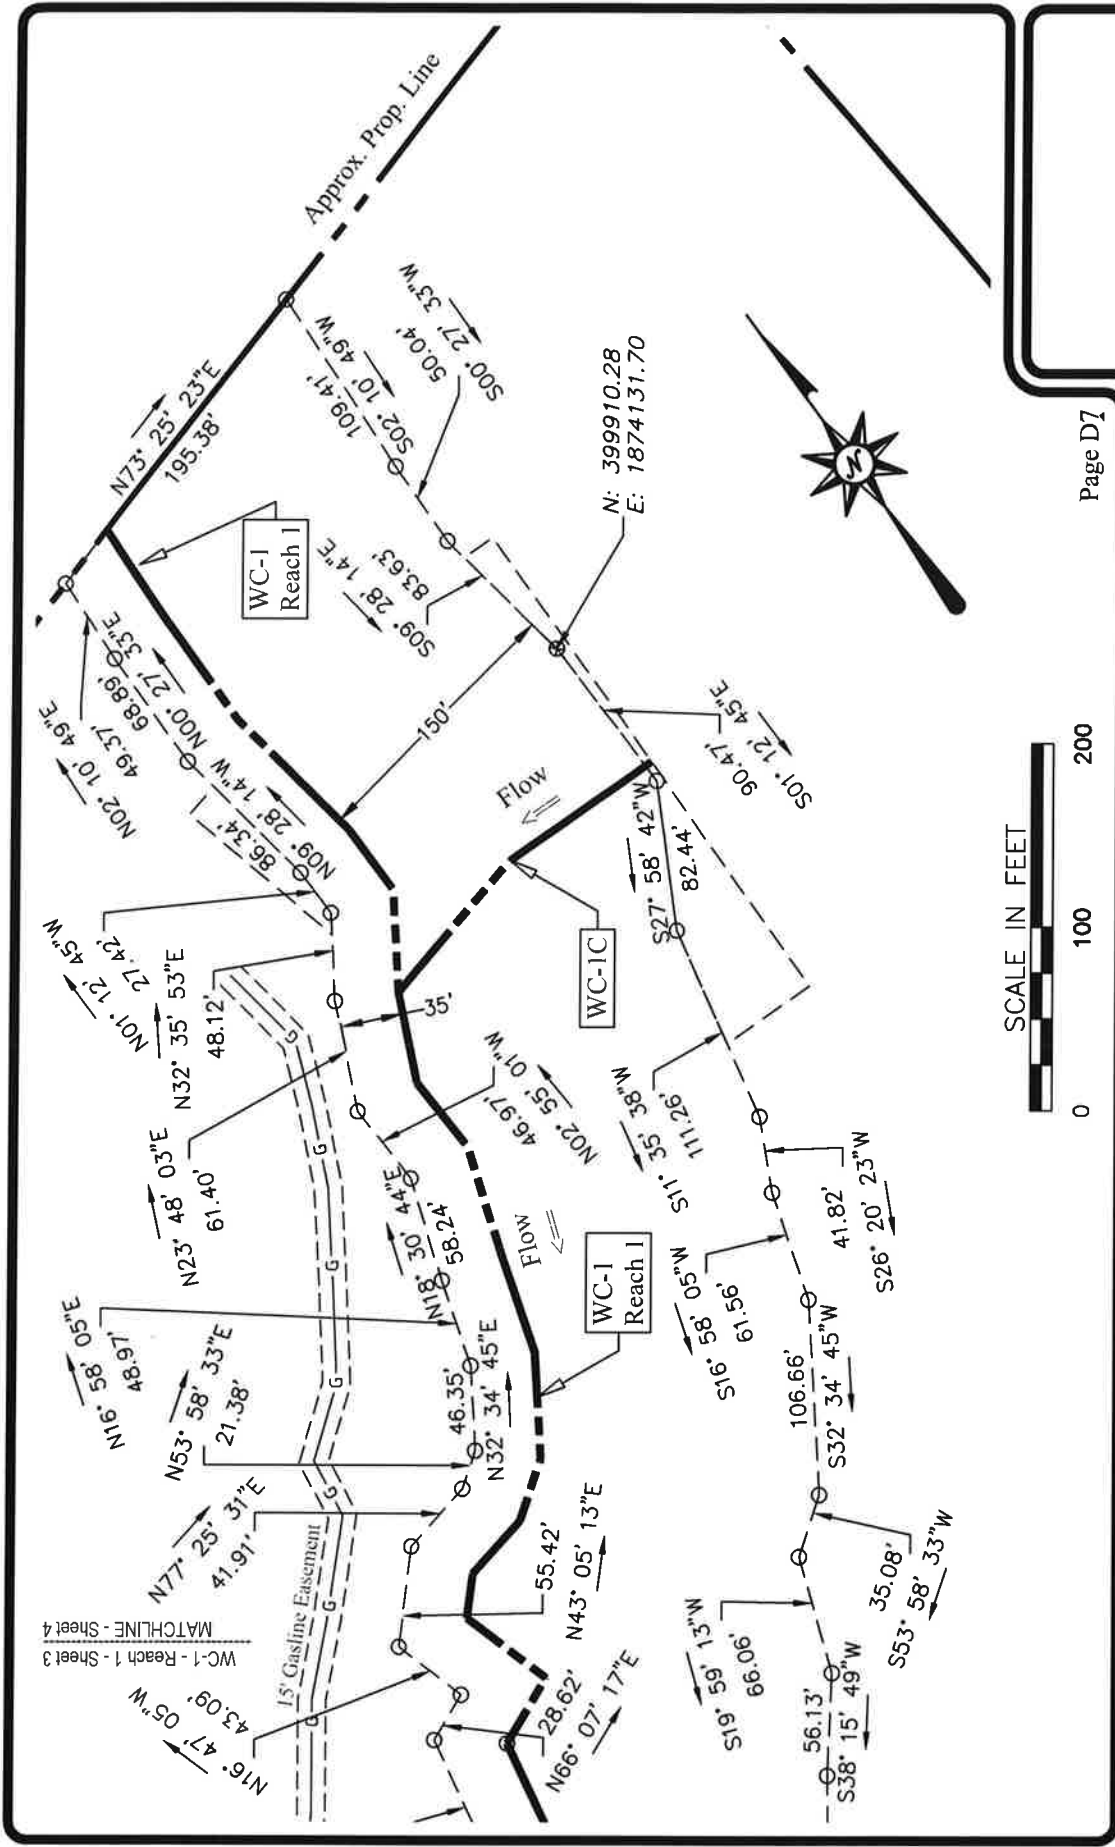 Approx. Prop. Line
N73° 25' 23"E
195.38'
WC-1
Reach 1
S00° 27' 33"W
50.04'
S02° 10' 49"W
109.41'
S09° 28' 14"E
83.63'
N: 399910.28
E: 1874131.70
N02° 10' 49"E
49.37'
N00° 27' 33"E
68.89'
N09° 28' 14"W
86.34'
150'
Flow
90.47'
S01° 12' 45"E
S27° 58' 42"W
82.44'
WC-1C
N01° 12' 45"W
27.42'
N32° 35' 53"E
48.12'
35'
N23° 48' 03"E
61.40'
46.97'
N02° 55' 01"W
S11° 35' 38"W
111.26'
N18° 30' 44"E
58.24'
Flow
WC-1
Reach 1
41.82'
S26° 20' 23"W
S16° 58' 05"W
61.56'
N16° 58' 05"E
48.97'
N53° 58' 33"E
21.38'
46.35'
N32° 34' 45"E
106.66'
S32° 34' 45"W
N77° 25' 31"E
41.91'
55.42'
N43° 05' 13"E
35.08'
S53° 58' 33"W
15' Gasline Easement
G
G
G
G
G
G
G
WC-1 - Reach 1 - Sheet 3
MATCHLINE - Sheet 4
N16° 47' 05"W
43.09'
28.62'
N66° 07' 17"E
S19° 59' 13"W
66.06'
56.13'
S38° 15' 49"W
N
SCALE IN FEET
0 100 200
Page D7